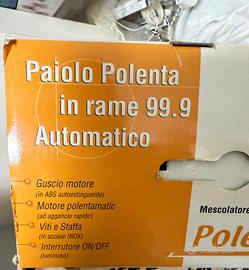 Paiolo Polenta
in rame 99.9
Automatico
Guscio motore
(in ABS autoestinguente)
Motore polentamatic
(ad aggancio rapido)
Viti e Staffa
(in acciaio INOX)
Interruttore ON/OFF
(luminoso)
Mescolatore
Pole